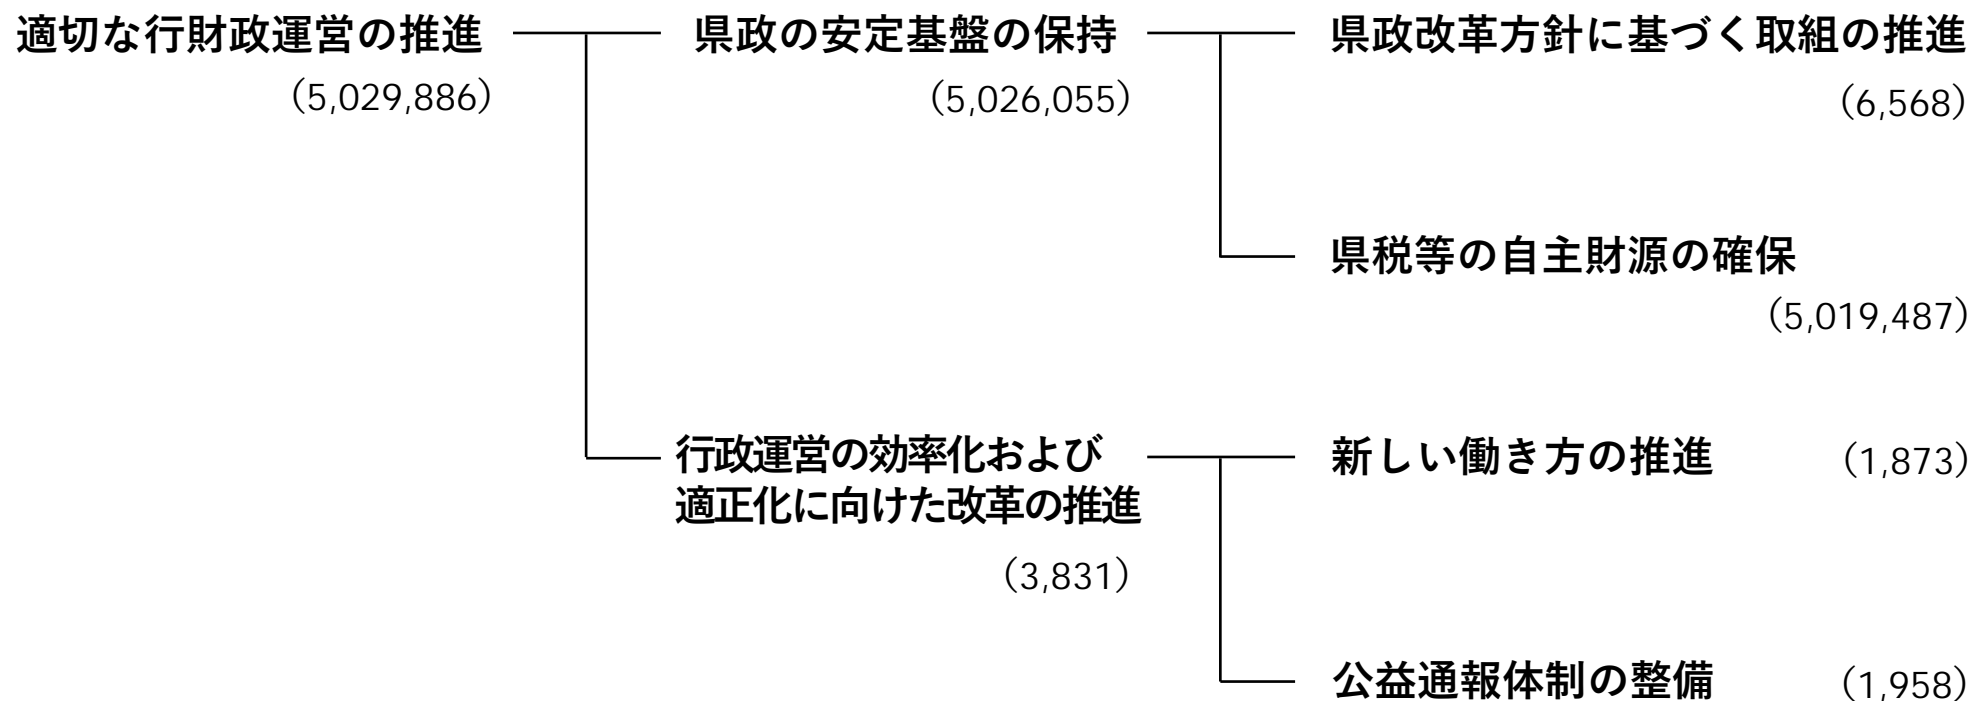 適切な行財政運営の推進
(5,029,886)
県政の安定基盤の保持
(5,026,055)
県政改革方針に基づく取組の推進
(6,568)
県税等の自主財源の確保
(5,019,487)
行政運営の効率化および
適正化に向けた改革の推進
(3,831)
新しい働き方の推進 (1,873)
公益通報体制の整備 (1,958)